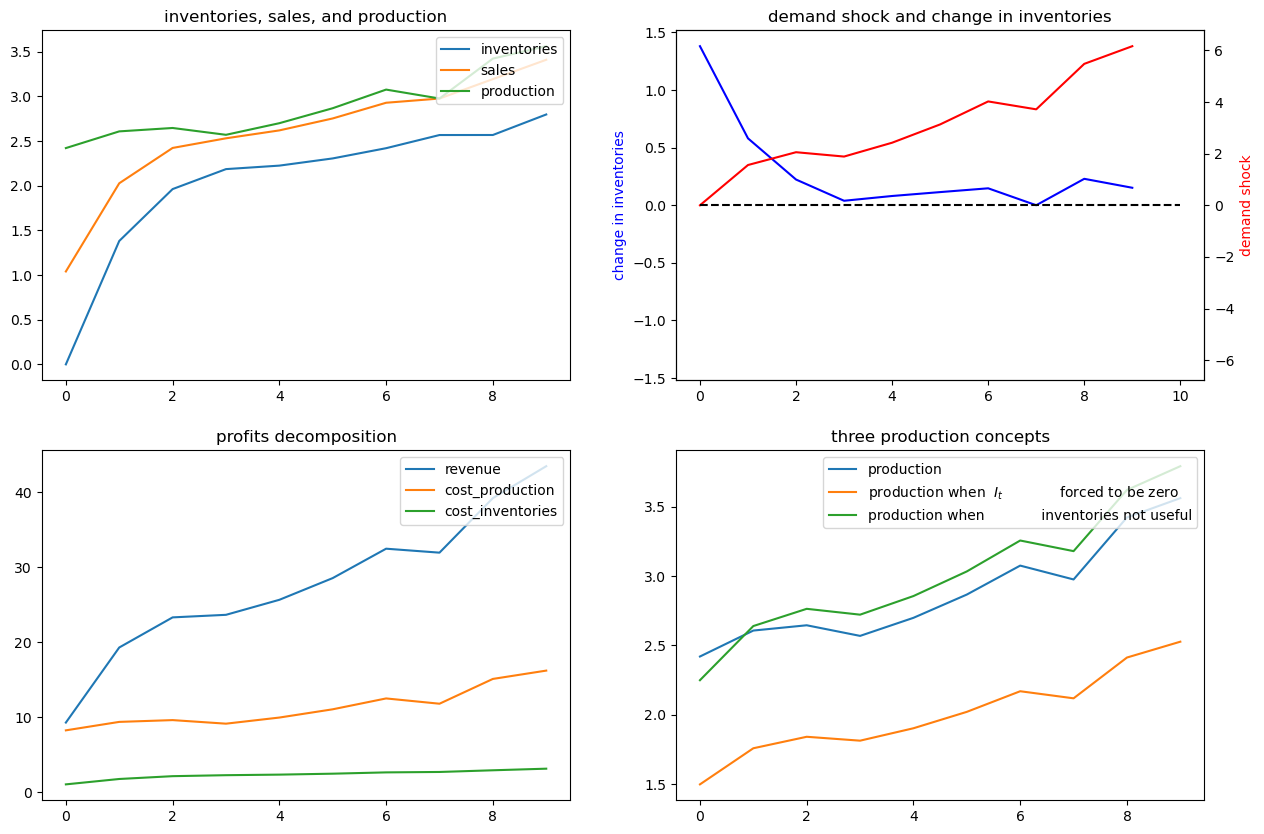 inventories, sales, and production
3.5
3.0
2.5
2.0
1.5
1.0
0.5
0.0
0 2 4 6 8
inventories
sales
production
demand shock and change in inventories
change in inventories
1.5
1.0
0.5
0.0
−0.5
−1.0
−1.5
0 2 4 6 8 10
6
4
2
0
−2
−4
−6
demand shock
profits decomposition
40
30
20
10
0
0 2 4 6 8
revenue
cost_production
cost_inventories
three production concepts
3.5
3.0
2.5
2.0
1.5
0 2 4 6 8
production
production when I_t forced to be zero
production when inventories not useful